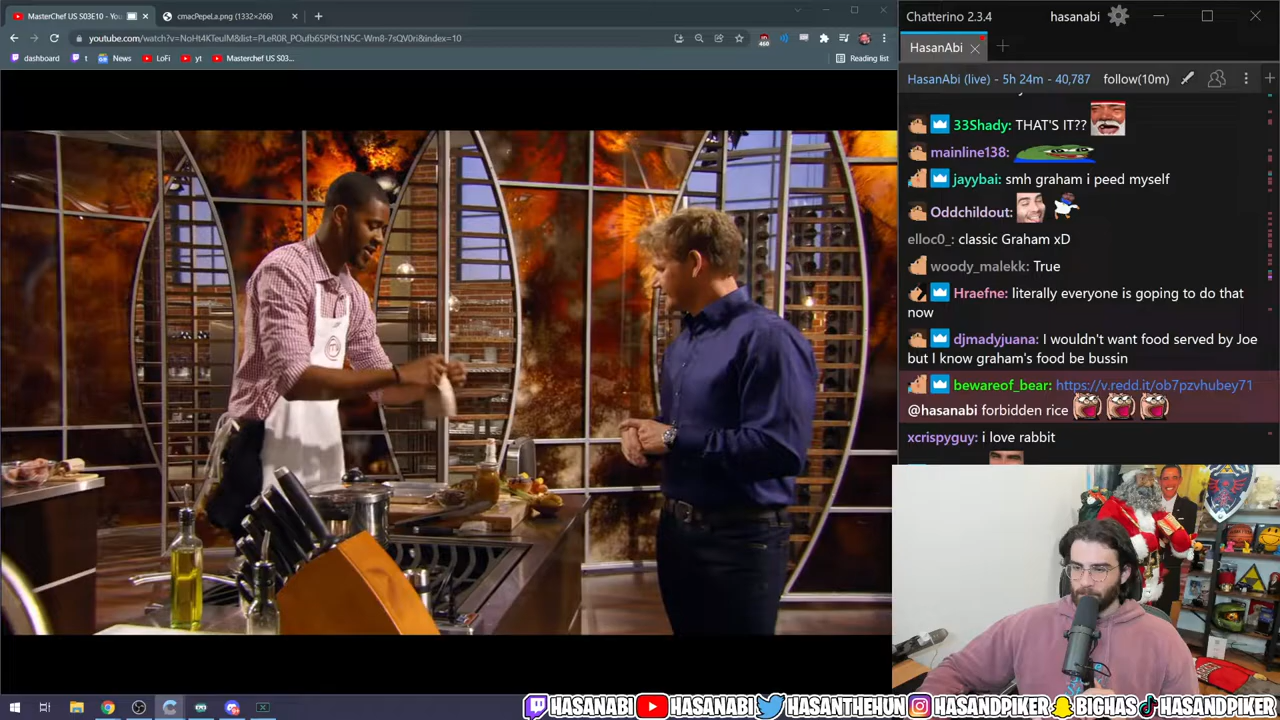 MasterChef US S03E10 - You
cmacPepeLa.png (1332×266)
youtube.com/watch?v=NoHt4KTeulM&list=PLeR0R_POufb65PfSt1N5C-Wm8-7sQV0ri&index=10
dashboard
t
News
LoFi
yt
Masterchef US S03...
Reading list
Chatterino 2.3.4
hasanabi
HasanAbi
HasanAbi (live) - 5h 24m - 40,787
follow(10m)
33Shady: THAT'S IT??
mainline138:
jayybai: smh graham i peed myself
Oddchildout:
elloc0_: classic Graham xD
woody_malekk: True
Hraefne: literally everyone is goping to do that
now
djmadyjuana: I wouldn't want food served by Joe
but I know graham's food be bussin
bewareof_bear: https://v.redd.it/ob7pzvhubey71
@hasanabi forbidden rice
xcrispyguy: i love rabbit
HASANABI
HASANABI
HASANTHEHUN
HASANDPIKER
BIGHAS
HASANDPIKER